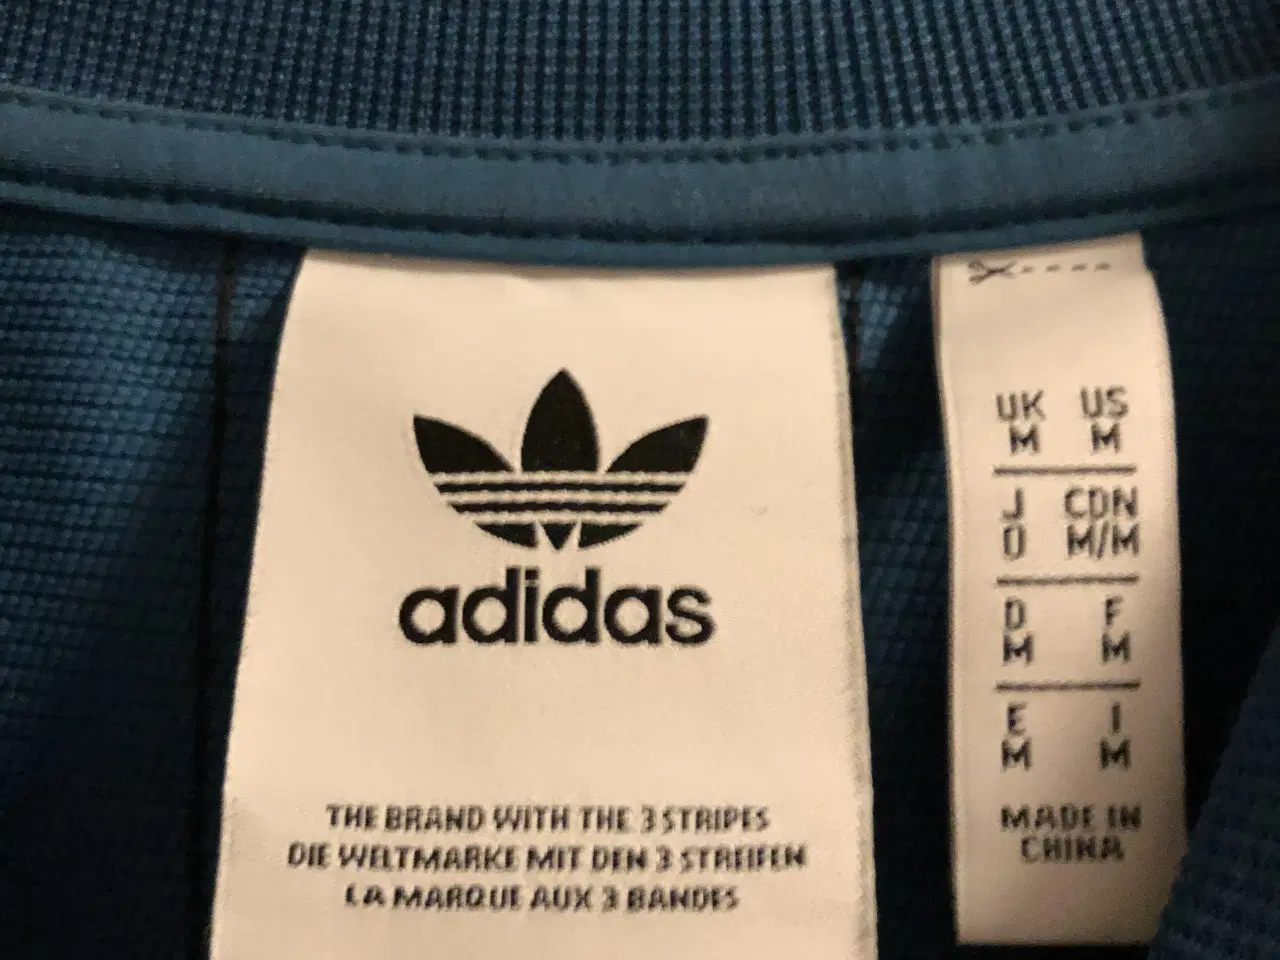 adidas
THE BRAND WITH THE 3 STRIPES
DIE WELTMARKE MIT DEN 3 STREIFEN
LA MARQUE AUX 3 BANDES
UK US
M M
J CDN
O M/M
D F
M M
E I
M M
MADE IN
CHINA